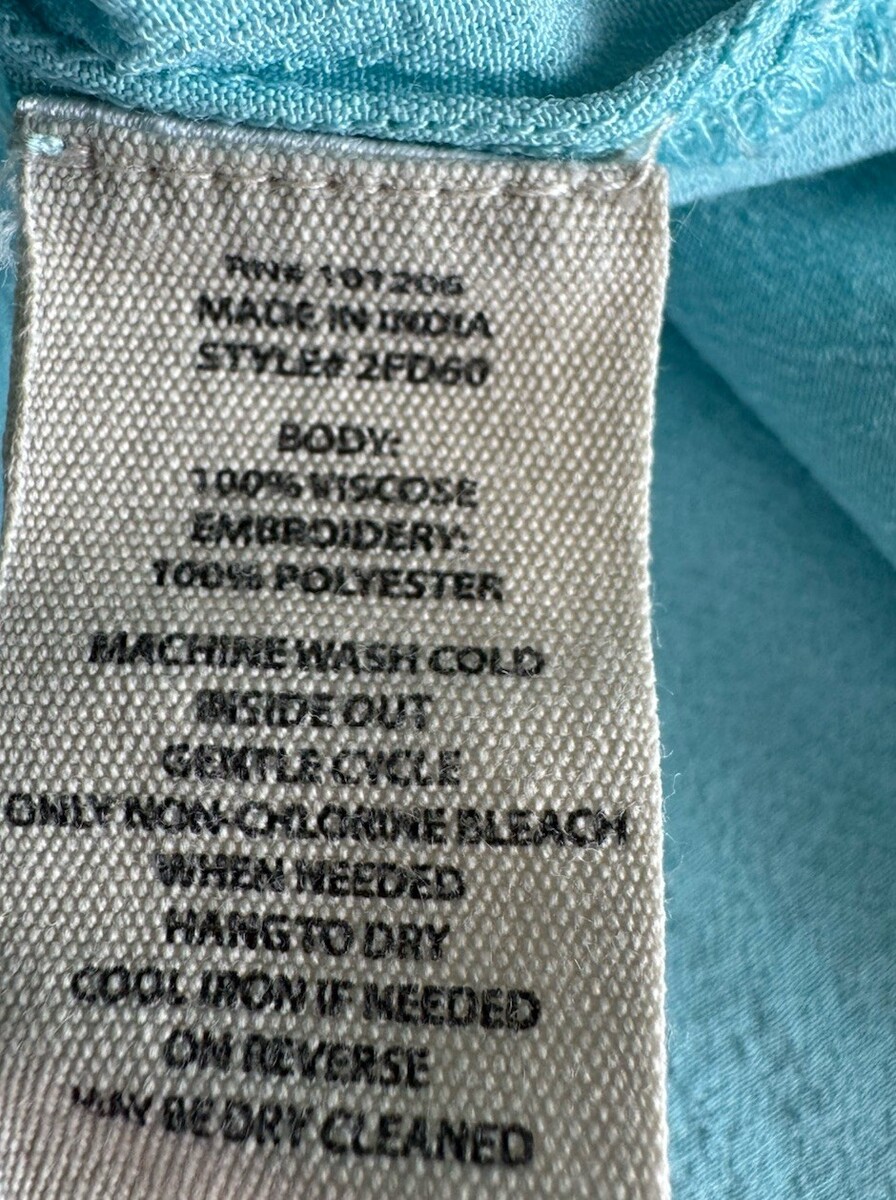 RN# 101206
MADE IN INDIA
STYLE# 2FD60
BODY:
100% VISCOSE
EMBROIDERY:
100% POLYESTER
MACHINE WASH COLD
INSIDE OUT
GENTLE CYCLE
ONLY NON-CHLORINE BLEACH
WHEN NEEDED
HANG TO DRY
COOL IRON IF NEEDED
ON REVERSE
MAY BE DRY CLEANED